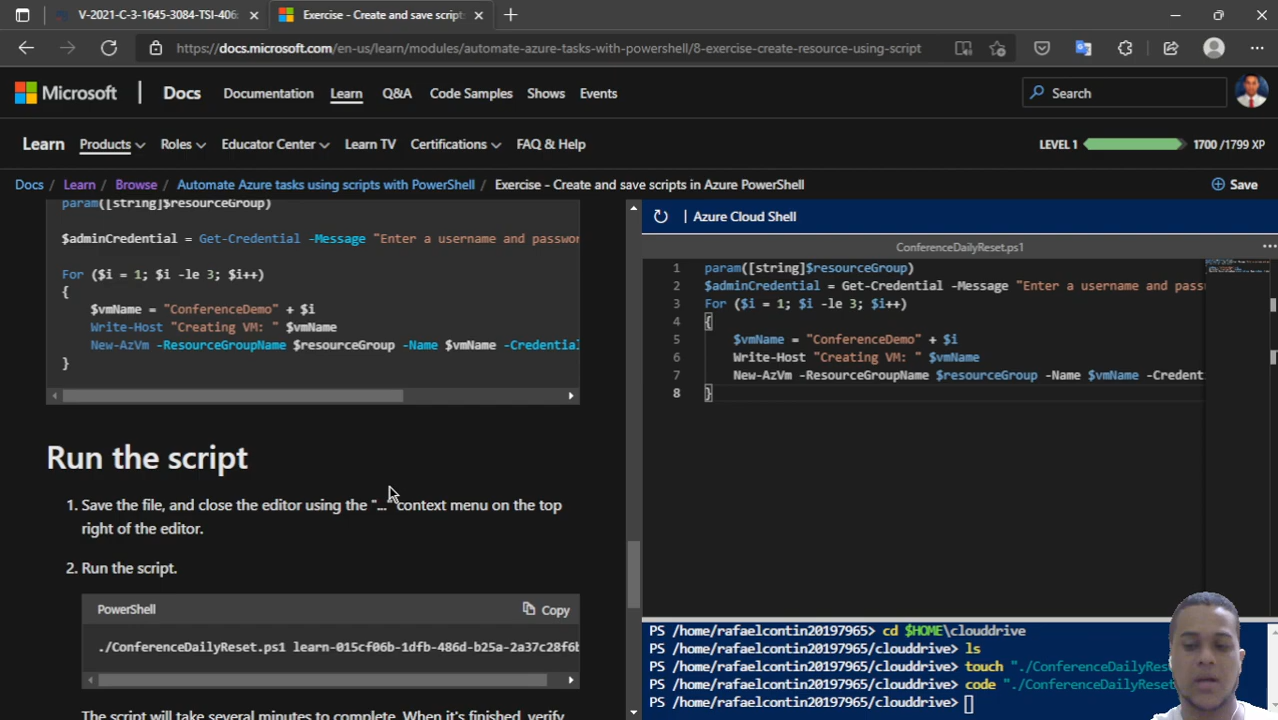 V-2021-C-3-1645-3084-TSI-406
Exercise - Create and save scripts
https://docs.microsoft.com/en-us/learn/modules/automate-azure-tasks-with-powershell/8-exercise-create-resource-using-script
Microsoft
Docs
Documentation
Learn
Q&A
Code Samples
Shows
Events
Search
Learn
Products
Roles
Educator Center
Learn TV
Certifications
FAQ & Help
LEVEL 1
1700 /1799 XP
Docs / Learn / Browse / Automate Azure tasks using scripts with PowerShell / Exercise - Create and save scripts in Azure PowerShell
Save
param([string]$resourceGroup)
$adminCredential = Get-Credential -Message "Enter a username and passwor
For ($i = 1; $i -le 3; $i++)
{
$vmName = "ConferenceDemo" + $i
Write-Host "Creating VM: " $vmName
New-AzVm -ResourceGroupName $resourceGroup -Name $vmName -Credential
}
Run the script
1. Save the file, and close the editor using the "..." context menu on the top
right of the editor.
2. Run the script.
PowerShell
Copy
./ConferenceDailyReset.ps1 learn-015cf06b-1dfb-486d-b25a-2a37c28f6b
The script will take several minutes to complete. When it's finished, verify
| Azure Cloud Shell
ConferenceDailyReset.ps1
...
1 param([string]$resourceGroup)
2 $adminCredential = Get-Credential -Message "Enter a username and pass
3 For ($i = 1; $i -le 3; $i++)
4 {
5 $vmName = "ConferenceDemo" + $i
6 Write-Host "Creating VM: " $vmName
7 New-AzVm -ResourceGroupName $resourceGroup -Name $vmName -Credent
8 }
PS /home/rafaelcontin20197965> cd $HOME\clouddrive
PS /home/rafaelcontin20197965/clouddrive> ls
PS /home/rafaelcontin20197965/clouddrive> touch "./ConferenceDailyRes
PS /home/rafaelcontin20197965/clouddrive> code "./ConferenceDailyReset
PS /home/rafaelcontin20197965/clouddrive>